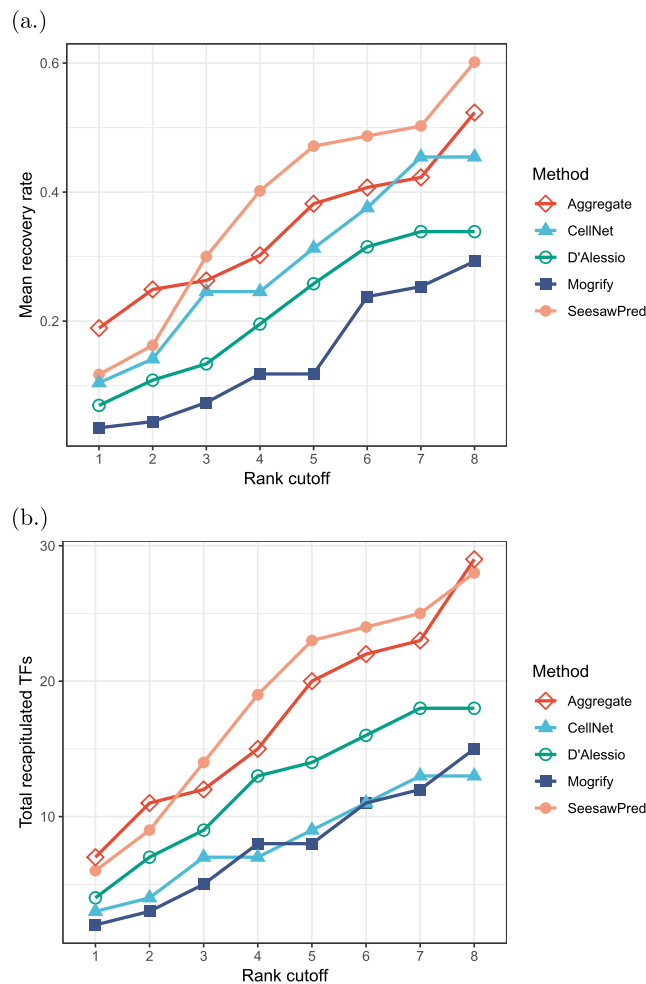 (a.)
0.6
0.4
0.2
Mean recovery rate
1 2 3 4 5 6 7 8
Rank cutoff
Method
Aggregate
CellNet
D'Alessio
Mogrify
SeesawPred
(b.)
30
20
10
Total recapitulated TFs
1 2 3 4 5 6 7 8
Rank cutoff
Method
Aggregate
CellNet
D'Alessio
Mogrify
SeesawPred